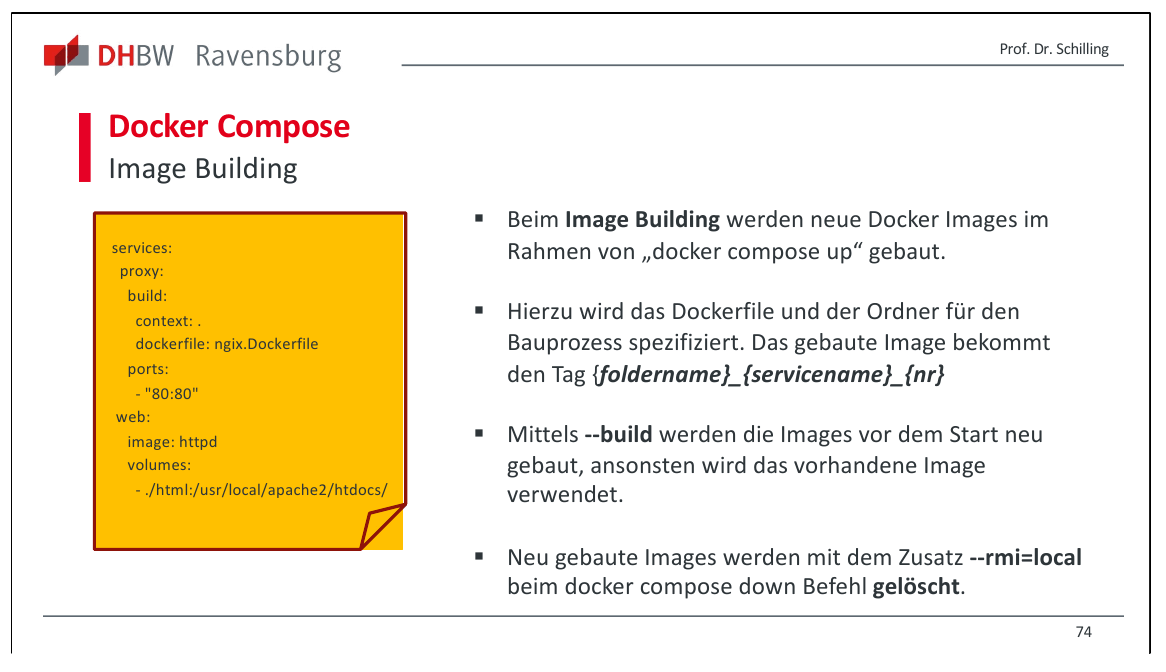 DHBW Ravensburg
Prof. Dr. Schilling
Docker Compose
Image Building
services:
proxy:
build:
context: .
dockerfile: ngix.Dockerfile
ports:
- "80:80"
web:
image: httpd
volumes:
- ./html:/usr/local/apache2/htdocs/
▪ Beim Image Building werden neue Docker Images im
Rahmen von „docker compose up“ gebaut.
▪ Hierzu wird das Dockerfile und der Ordner für den
Bauprozess spezifiziert. Das gebaute Image bekommt
den Tag {foldername}_{servicename}_{nr}
▪ Mittels --build werden die Images vor dem Start neu
gebaut, ansonsten wird das vorhandene Image
verwendet.
▪ Neu gebaute Images werden mit dem Zusatz --rmi=local
beim docker compose down Befehl gelöscht.
74